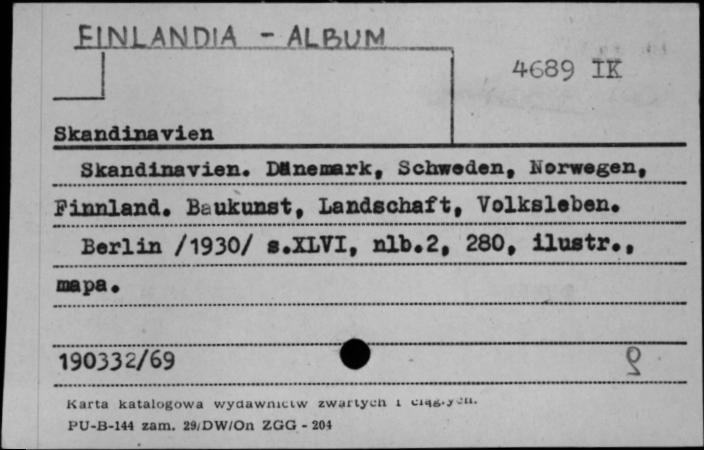 FINLANDIA - ALBUM
4689 IK
Skandinavien
Skandinavien. Dänemark, Schweden, Norwegen,
Finnland. Baukunst, Landschaft, Volksleben.
Berlin /1930/ s.XLVI, nlb.2, 280, ilustr.,
mapa.
190332/69
Karta katalogowa wydawnictw zwartych i ciągłych.
PU-B-144 zam. 29/DW/On ZGG - 204